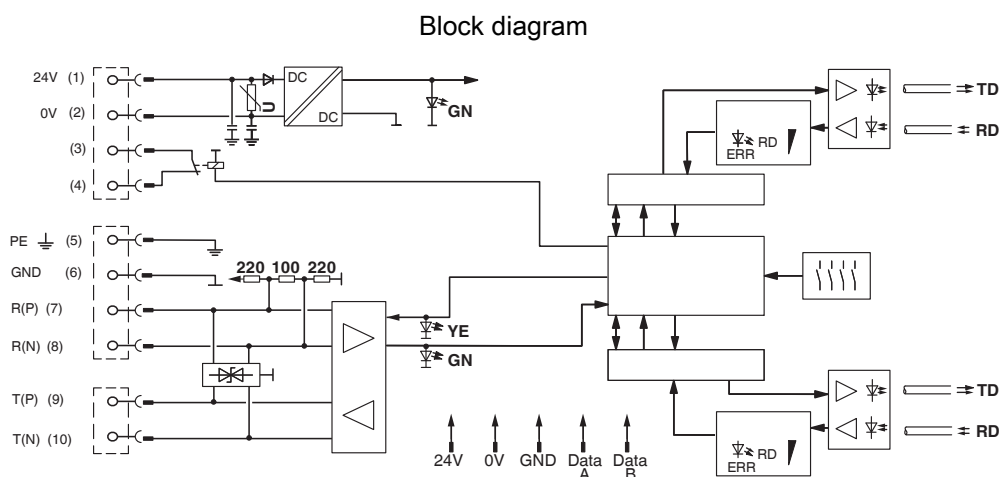 Block diagram
24V (1)
0V (2)
(3)
(4)
DC
DC
U
GN
TD
RD
RD
ERR
PE (5)
GND (6)
R(P) (7)
R(N) (8)
T(P) (9)
T(N) (10)
220 100 220
YE
GN
24V 0V GND Data A Data B
TD
RD
RD
ERR